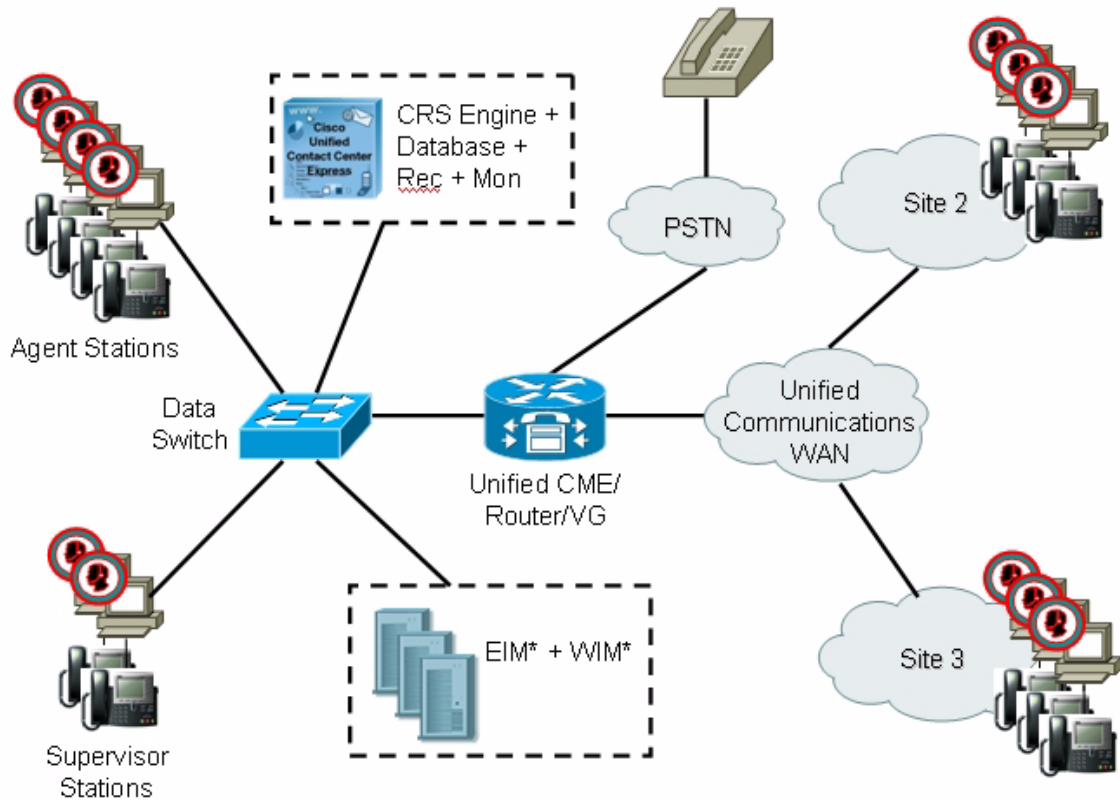 www.
Cisco
Unified
Contact Center
Express
CRS Engine +
Database +
Rec + Mon
PSTN
Site 2
Agent Stations
Data
Switch
Unified CME/
Router/VG
Unified
Communications
WAN
EIM* + WIM*
Site 3
Supervisor
Stations